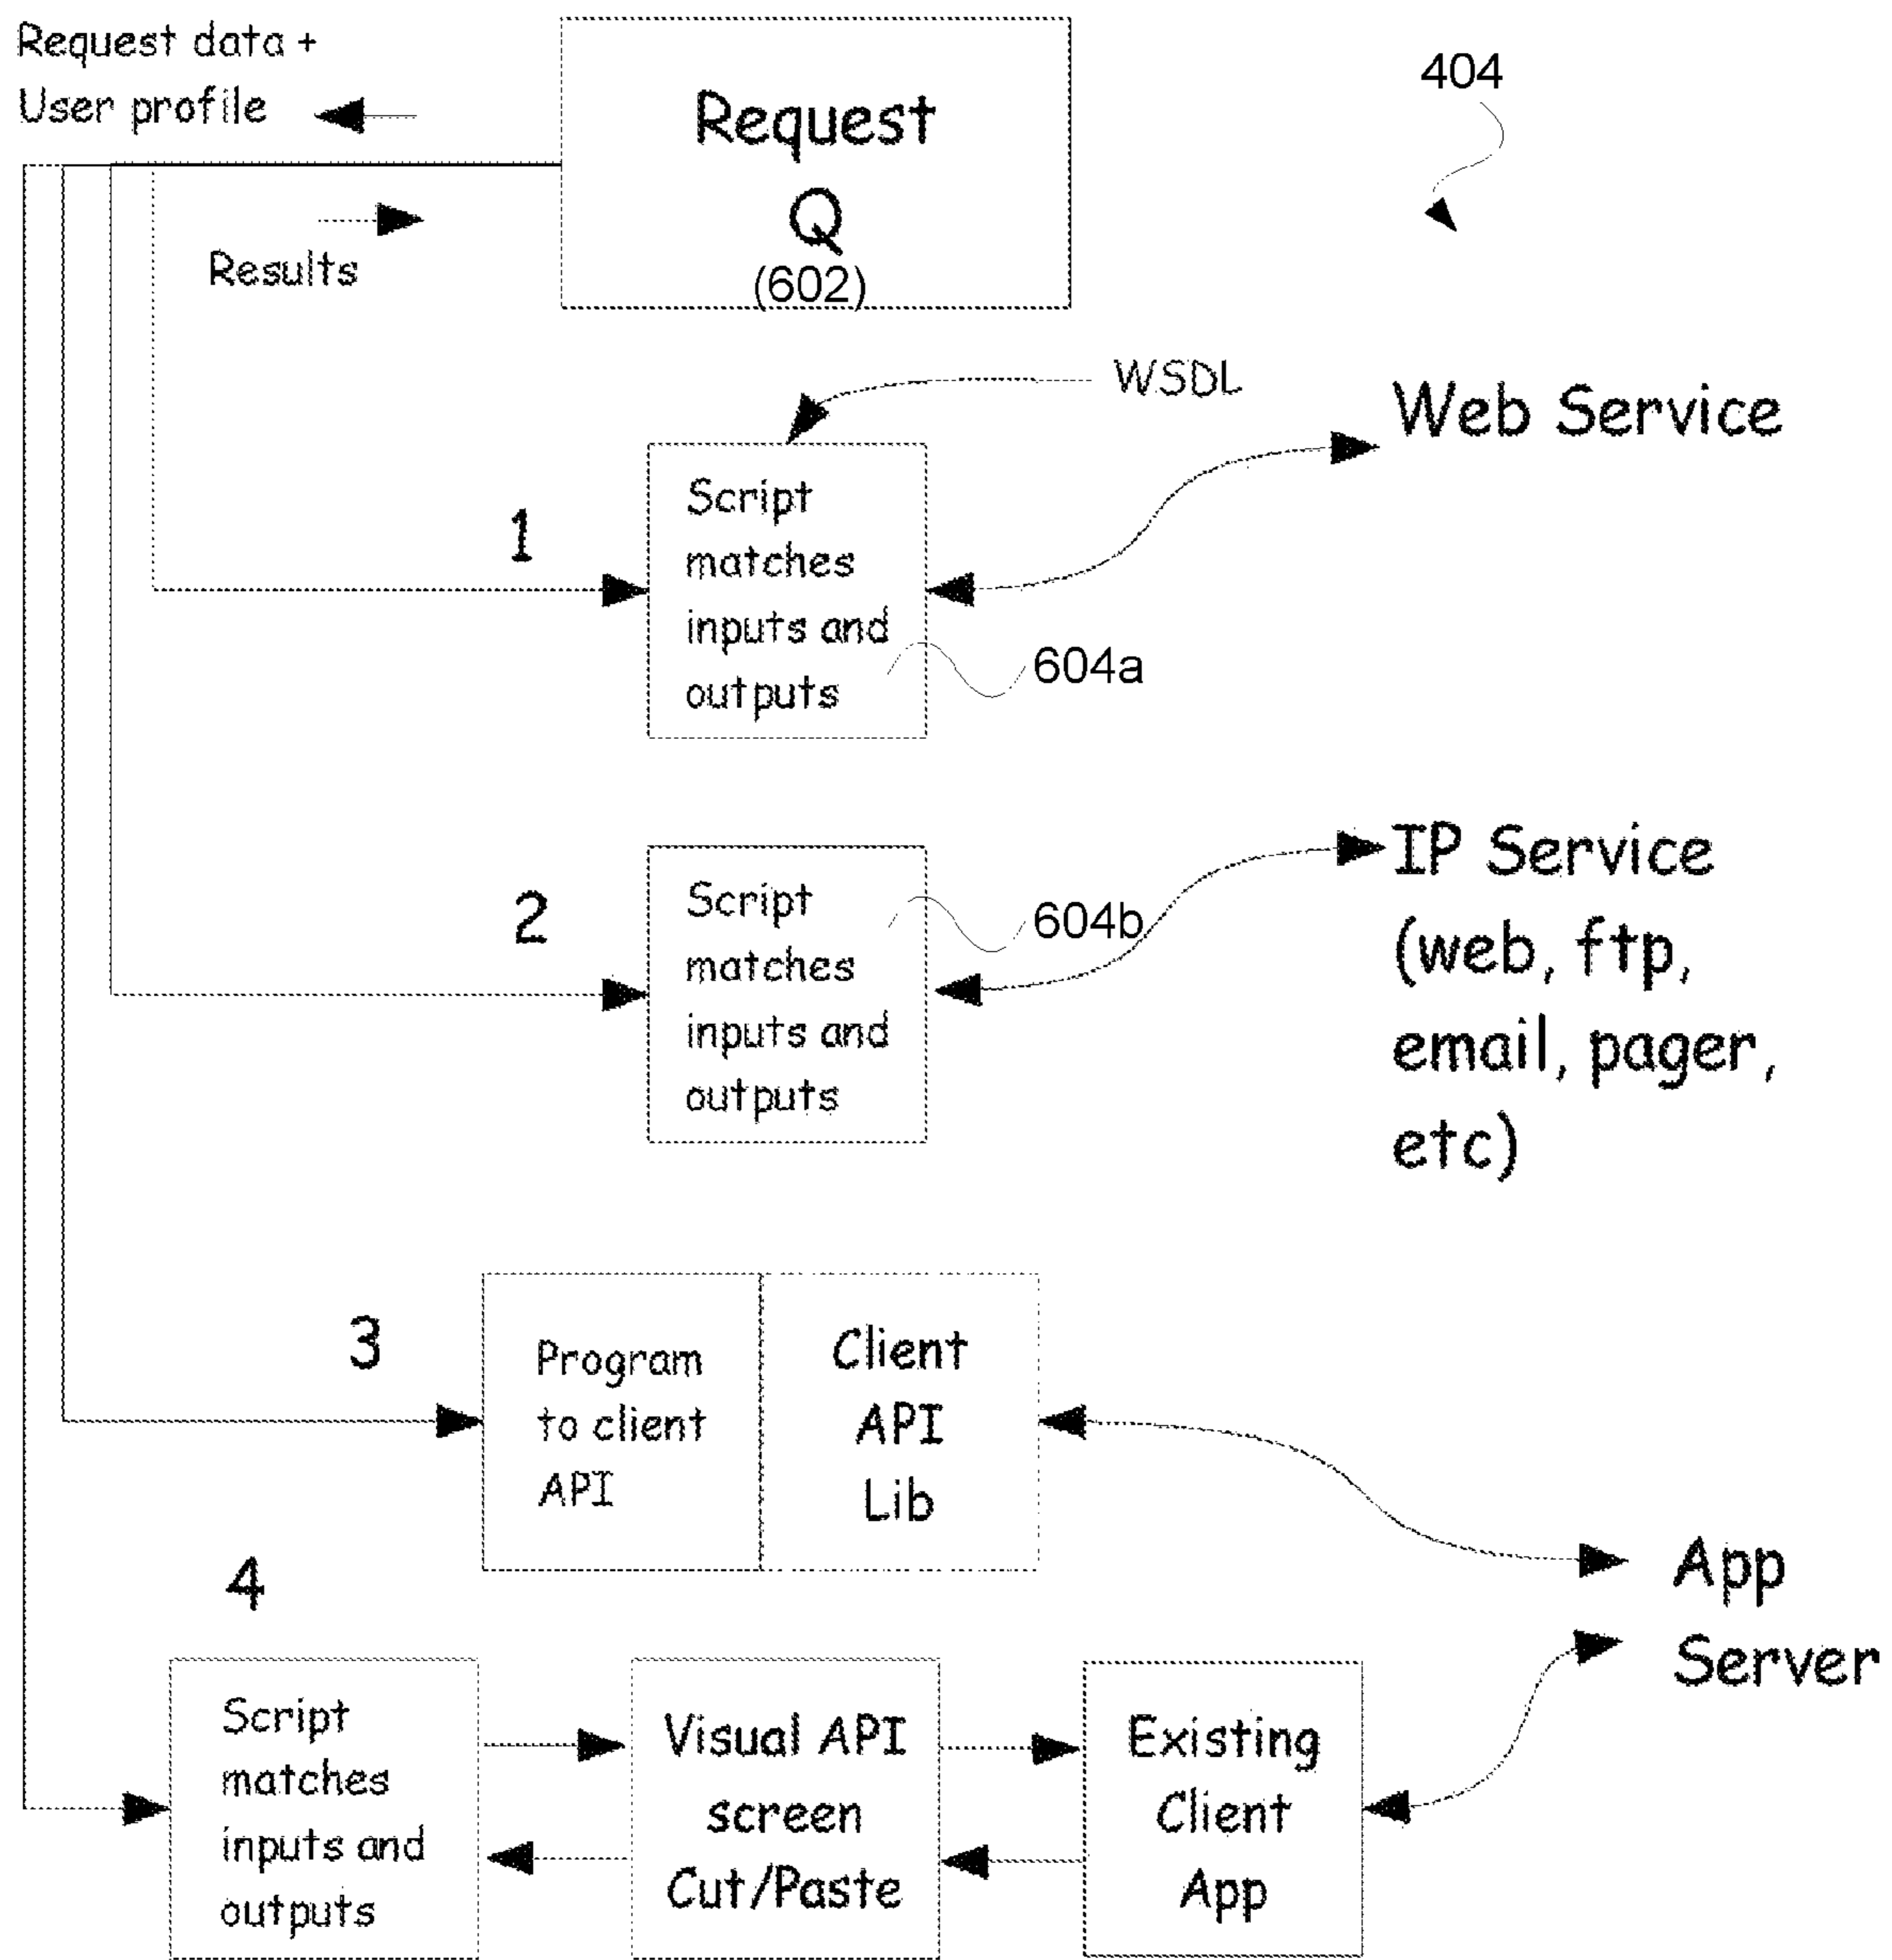 Request data +
User profile
Request
Q
(602)
404
Results
WSDL
Web Service
1
Script
matches
inputs and
outputs
604a
2
Script
matches
inputs and
outputs
604b
IP Service
(web, ftp,
email, pager,
etc)
3
Program
to client
API
Client
API
Lib
App
Server
4
Script
matches
inputs and
outputs
Visual API
screen
Cut/Paste
Existing
Client
App